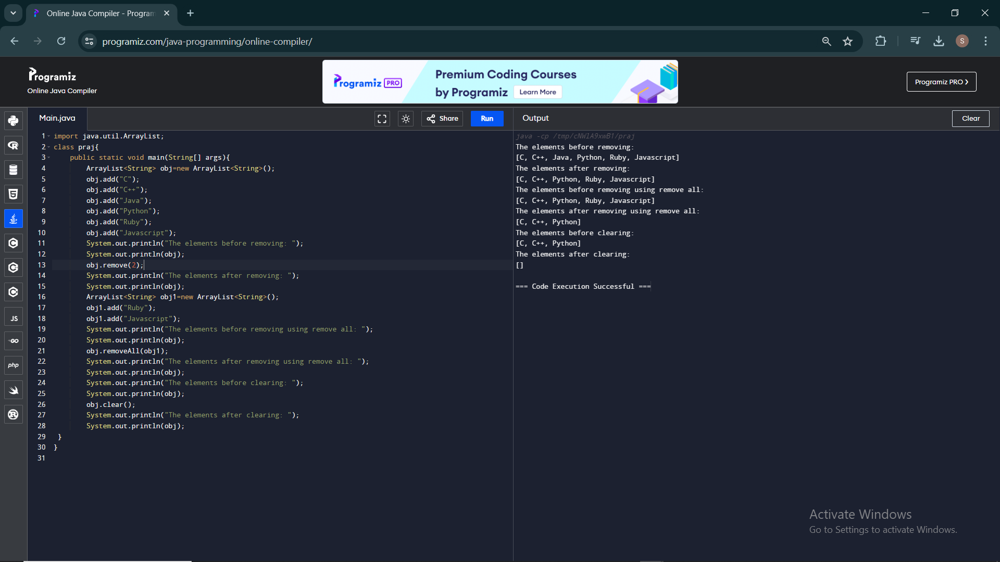 Online Java Compiler - Program
programiz.com/java-programming/online-compiler/
S
Programiz
Online Java Compiler
Programiz PRO
Premium Coding Courses
by Programiz
Learn More
Programiz PRO ❯
Main.java
Share
Run
Output
Clear
1 import java.util.ArrayList;
2 class praj{
3     public static void main(String[] args){
4         ArrayList<String> obj=new ArrayList<String>();
5         obj.add("C");
6         obj.add("C++");
7         obj.add("Java");
8         obj.add("Python");
9         obj.add("Ruby");
10         obj.add("Javascript");
11         System.out.println("The elements before removing: ");
12         System.out.println(obj);
13         obj.remove(2);
14         System.out.println("The elements after removing: ");
15         System.out.println(obj);
16         ArrayList<String> obj1=new ArrayList<String>();
17         obj1.add("Ruby");
18         obj1.add("Javascript");
19         System.out.println("The elements before removing using remove all: ");
20         System.out.println(obj);
21         obj.removeAll(obj1);
22         System.out.println("The elements after removing using remove all: ");
23         System.out.println(obj);
24         System.out.println("The elements before clearing: ");
25         System.out.println(obj);
26         obj.clear();
27         System.out.println("The elements after clearing: ");
28         System.out.println(obj);
29  }
30 }
31
java -cp /tmp/cNWlA9xwB1/praj
The elements before removing:
[C, C++, Java, Python, Ruby, Javascript]
The elements after removing:
[C, C++, Python, Ruby, Javascript]
The elements before removing using remove all:
[C, C++, Python, Ruby, Javascript]
The elements after removing using remove all:
[C, C++, Python]
The elements before clearing:
[C, C++, Python]
The elements after clearing:
[]
=== Code Execution Successful ===
JS
GO
php
Activate Windows
Go to Settings to activate Windows.